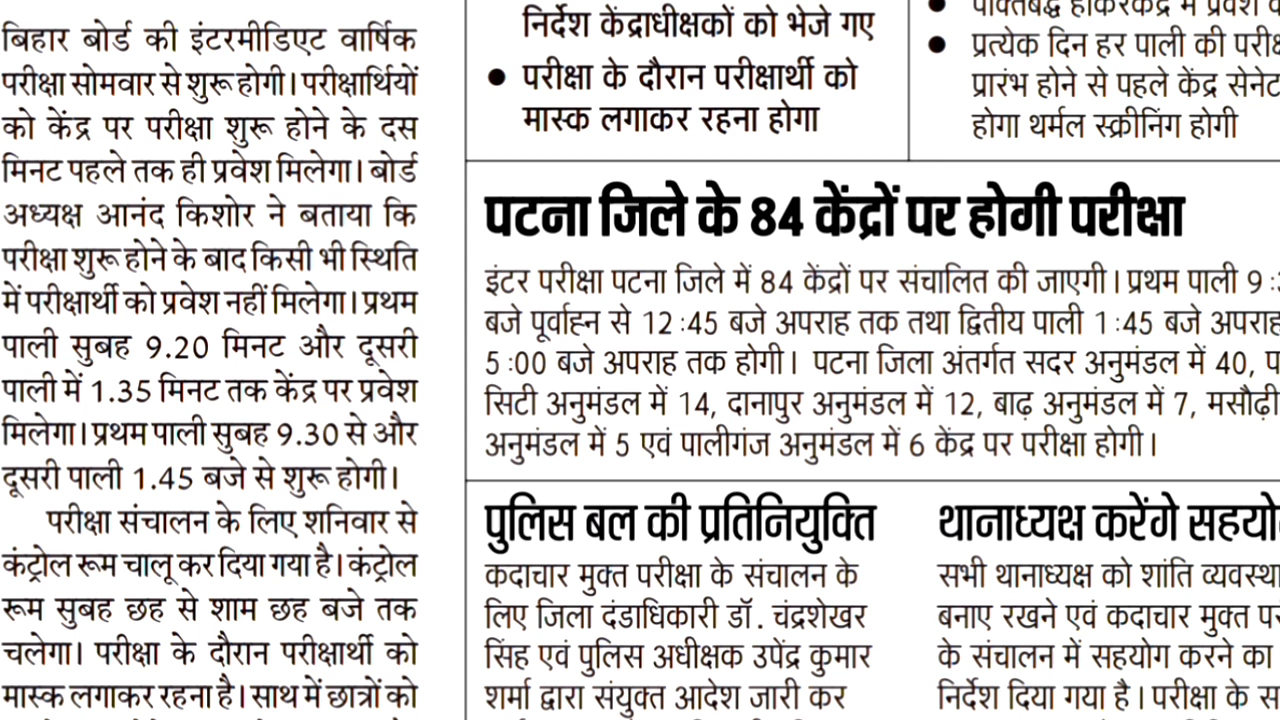 बिहार बोर्ड की इंटरमीडिएट वार्षिक
परीक्षा सोमवार से शुरू होगी। परीक्षार्थियों
को केंद्र पर परीक्षा शुरू होने के दस
मिनट पहले तक ही प्रवेश मिलेगा। बोर्ड
अध्यक्ष आनंद किशोर ने बताया कि
परीक्षा शुरू होने के बाद किसी भी स्थिति
में परीक्षार्थी को प्रवेश नहीं मिलेगा। प्रथम
पाली सुबह 9.20 मिनट और दूसरी
पाली में 1.35 मिनट तक केंद्र पर प्रवेश
मिलेगा। प्रथम पाली सुबह 9.30 से और
दूसरी पाली 1.45 बजे से शुरू होगी।
परीक्षा संचालन के लिए शनिवार से
कंट्रोल रूम चालू कर दिया गया है। कंट्रोल
रूम सुबह छह से शाम छह बजे तक
चलेगा। परीक्षा के दौरान परीक्षार्थी को
मास्क लगाकर रहना है। साथ में छात्रों को
निर्देश केंद्राधीक्षकों को भेजे गए
● परीक्षा के दौरान परीक्षार्थी को
मास्क लगाकर रहना होगा
● प्रत्येक दिन हर पाली की
प्रारंभ होने से पहले केंद्र
होगा थर्मल स्क्रीनिंग होगी
पटना जिले के 84 केंद्रों पर होगी परीक्षा
इंटर परीक्षा पटना जिले में 84 केंद्रों पर संचालित की जाएगी। प्रथम पाली 9
बजे पूर्वाह्न से 12:45 बजे अपराह तक तथा द्वितीय पाली 1:45 बजे अपराह
5:00 बजे अपराह तक होगी। पटना जिला अंतर्गत सदर अनुमंडल में 40,
सिटी अनुमंडल में 14, दानापुर अनुमंडल में 12, बाढ़ अनुमंडल में 7, मसौढ़ी
अनुमंडल में 5 एवं पालीगंज अनुमंडल में 6 केंद्र पर परीक्षा होगी।
पुलिस बल की प्रतिनियुक्ति
कदाचार मुक्त परीक्षा के संचालन के
लिए जिला दंडाधिकारी डॉ. चंद्रशेखर
सिंह एवं पुलिस अधीक्षक उपेंद्र कुमार
शर्मा द्वारा संयुक्त आदेश जारी कर
थानाध्यक्ष करेंगे
सभी थानाध्यक्ष को शांति व्यवस्था
बनाए रखने एवं कदाचार मुक्त
के संचालन में सहयोग करने का
निर्देश दिया गया है। परीक्षा के